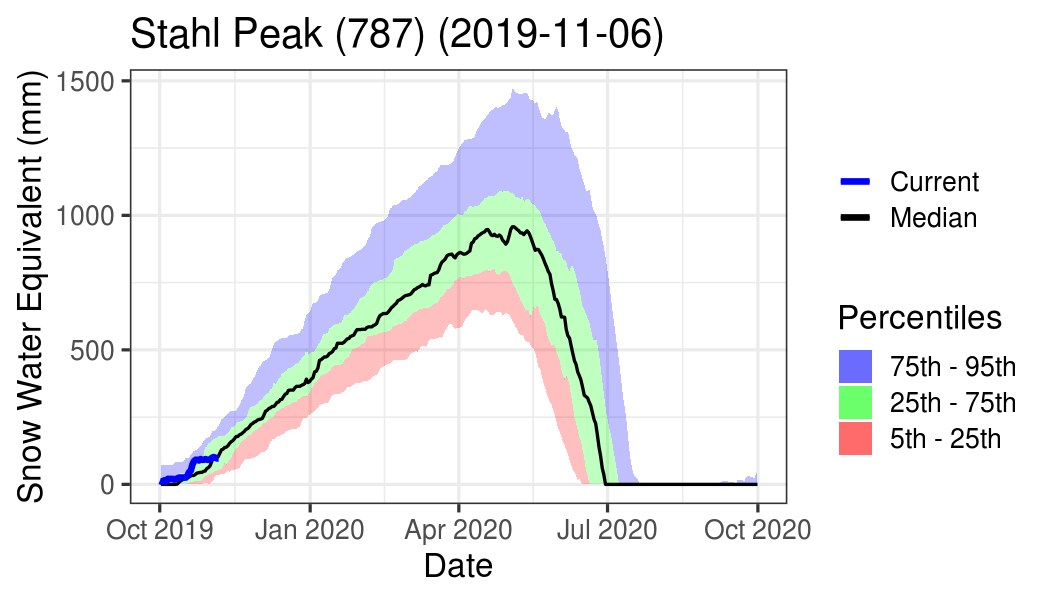 Stahl Peak (787) (2019-11-06)
Snow Water Equivalent (mm)
1500
1000
500
0
Oct 2019
Jan 2020
Apr 2020
Jul 2020
Oct 2020
Date
Current
Median
Percentiles
75th - 95th
25th - 75th
5th - 25th